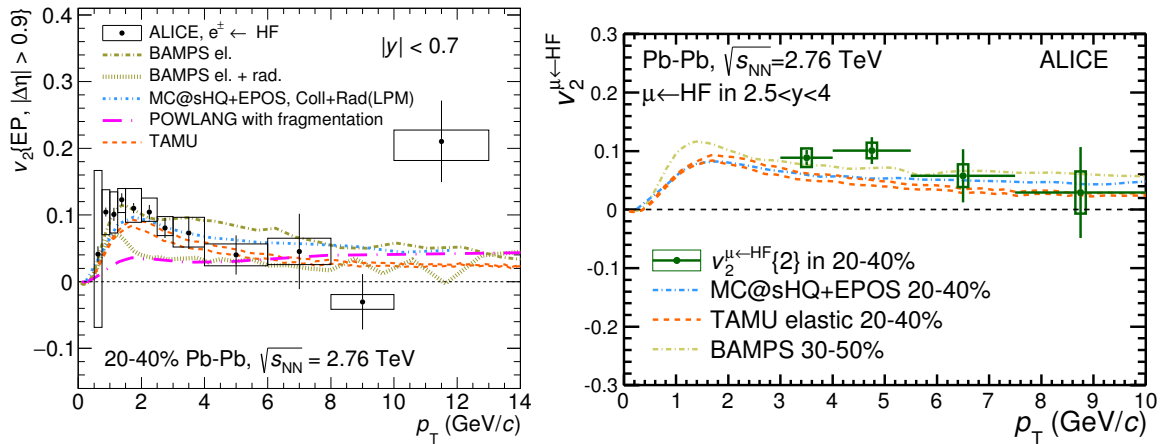 v₂{EP, |Δη| > 0.9}
0.4
0.3
0.2
0.1
0
−0.1
ALICE, e± ← HF
BAMPS el.
BAMPS el. + rad.
MC@sHQ+EPOS, Coll+Rad(LPM)
POWLANG with fragmentation
TAMU
|y| < 0.7
20-40% Pb-Pb, √sNN = 2.76 TeV
0 2 4 6 8 10 12 14
pT (GeV/c)
v₂^μ←HF
0.3
0.2
0.1
0
-0.1
-0.2
-0.3
Pb-Pb, √sNN=2.76 TeV
ALICE
μ←HF in 2.5<y<4
v₂^μ←HF{2} in 20-40%
MC@sHQ+EPOS 20-40%
TAMU elastic 20-40%
BAMPS 30-50%
0 1 2 3 4 5 6 7 8 9 10
pT (GeV/c)